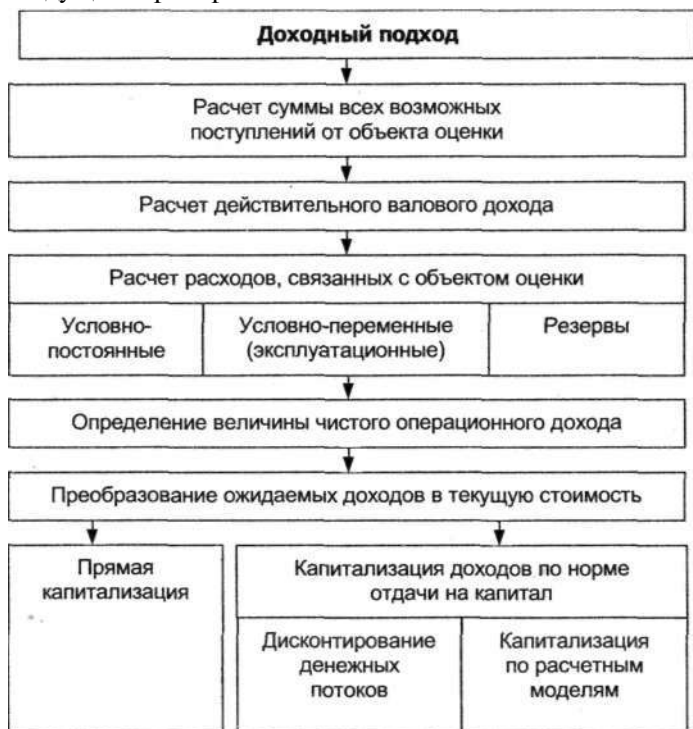 Доходный подход
Расчет суммы всех возможных
поступлений от объекта оценки
Расчет действительного валового дохода
Расчет расходов, связанных с объектом оценки
Условно-
постоянные
Условно-переменные
(эксплуатационные)
Резервы
Определение величины чистого операционного дохода
Преобразование ожидаемых доходов в текущую стоимость
Прямая
капитализация
Капитализация доходов по норме
отдачи на капитал
Дисконтирование
денежных
потоков
Капитализация
по расчетным
моделям